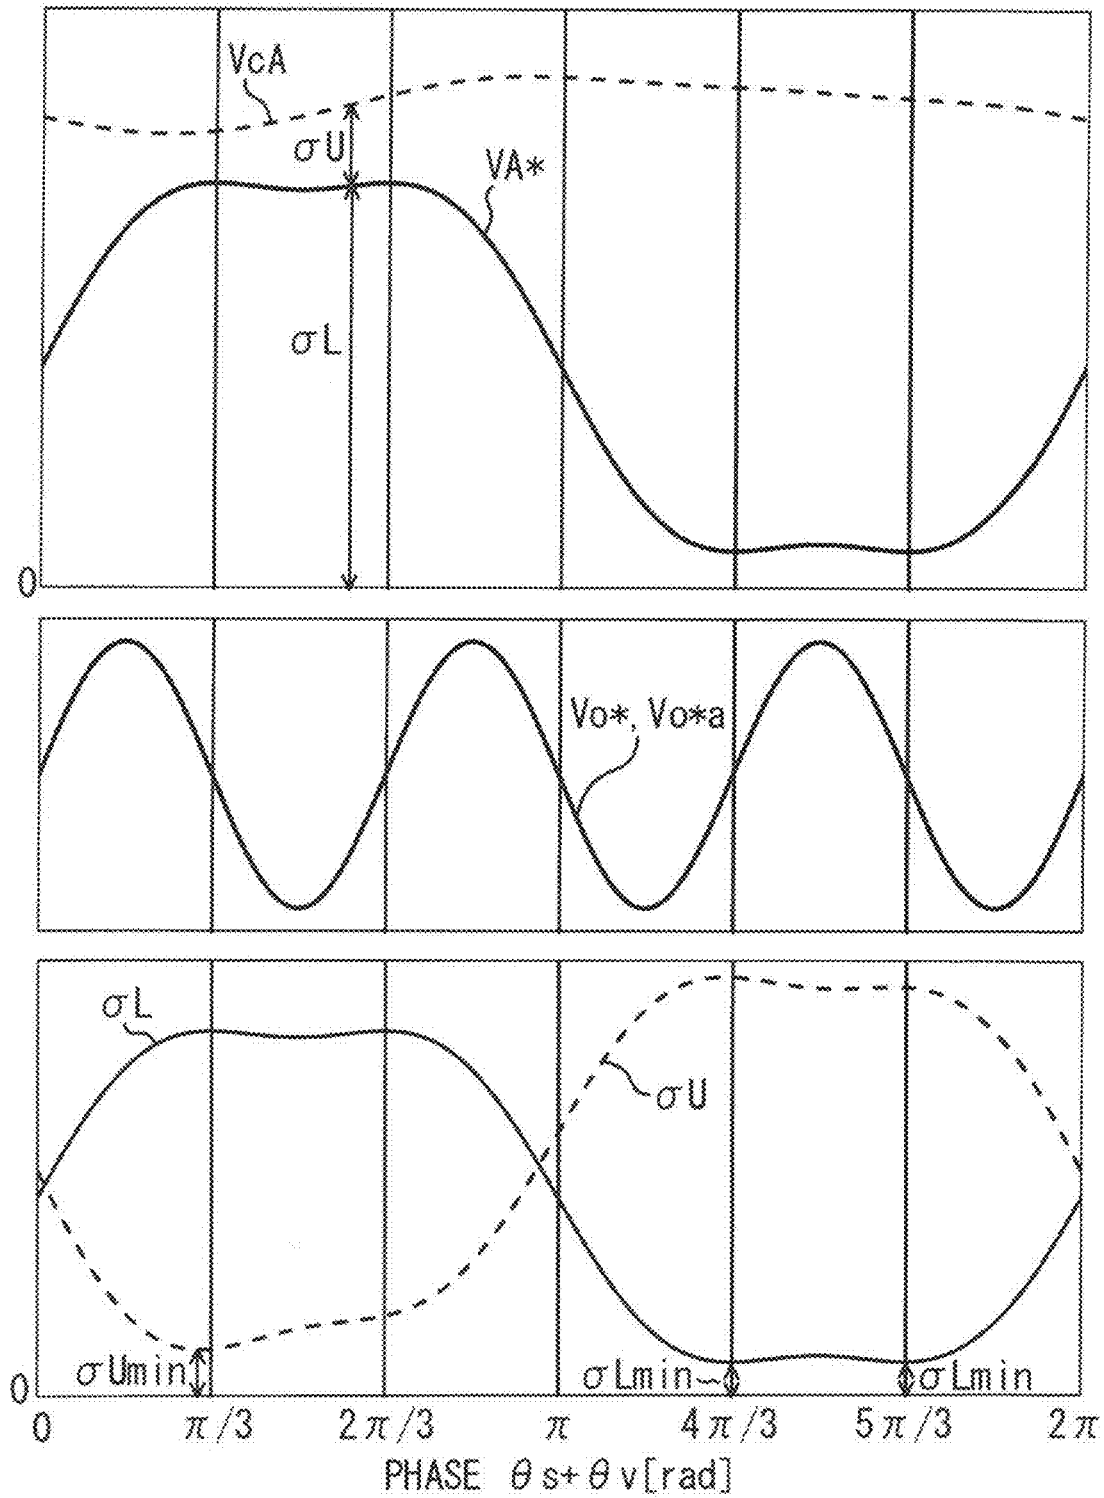 VcA
σU
VA*
σL
0
Vo*, Vo*a
σL
σU
σUmin
σLmin
σLmin
0
0
π/3
2π/3
π
4π/3
5π/3
2π
PHASE θs+θv[rad]